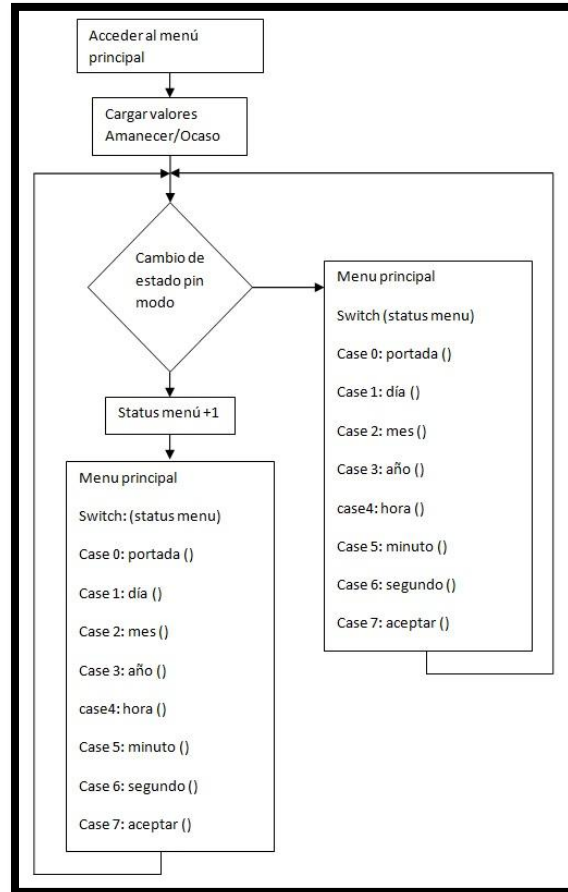 Acceder al menú
principal
Cargar valores
Amanecer/Ocaso
Cambio de
estado pin
modo
Menu principal
Switch (status menu)
Case 0: portada ()
Case 1: día ()
Case 2: mes ()
Case 3: año ()
case4: hora ()
Case 5: minuto ()
Case 6: segundo ()
Case 7: aceptar ()
Status menú +1
Menu principal
Switch: (status menu)
Case 0: portada ()
Case 1: día ()
Case 2: mes ()
Case 3: año ()
case4: hora ()
Case 5: minuto ()
Case 6: segundo ()
Case 7: aceptar ()